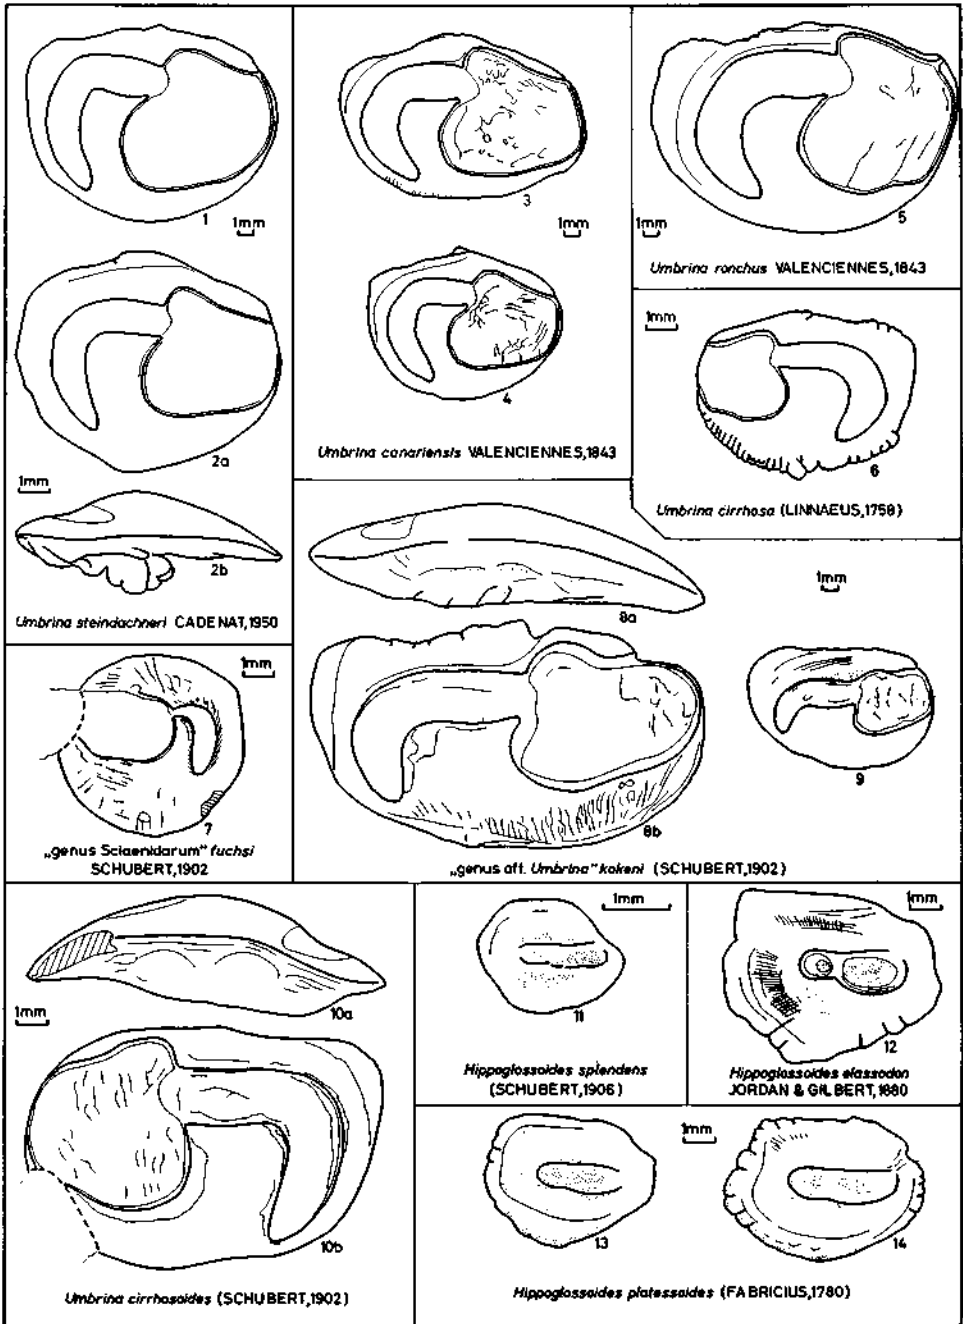 1
1mm
2a
1mm
2b
Umbrina steindachneri CADENAT,1950
3
1mm
4
Umbrina canariensis VALENCIENNES,1843
5
1mm
Umbrina ronchus VALENCIENNES,1843
1mm
6
Umbrina cirrhosa (LINNAEUS,1758)
1mm
7
„genus Sciaenidarum" fuchsi
SCHUBERT,1902
8a
1mm
8b
9
„genus aff. Umbrina" kokeni (SCHUBERT,1902)
10a
1mm
10b
Umbrina cirrhosoides (SCHUBERT,1902)
1mm
11
Hippoglossoides splendens
(SCHUBERT,1906)
1mm
12
Hippoglossoides elassodon
JORDAN & GILBERT,1880
1mm
13
14
Hippoglossoides platessoides (FABRICIUS,1780)